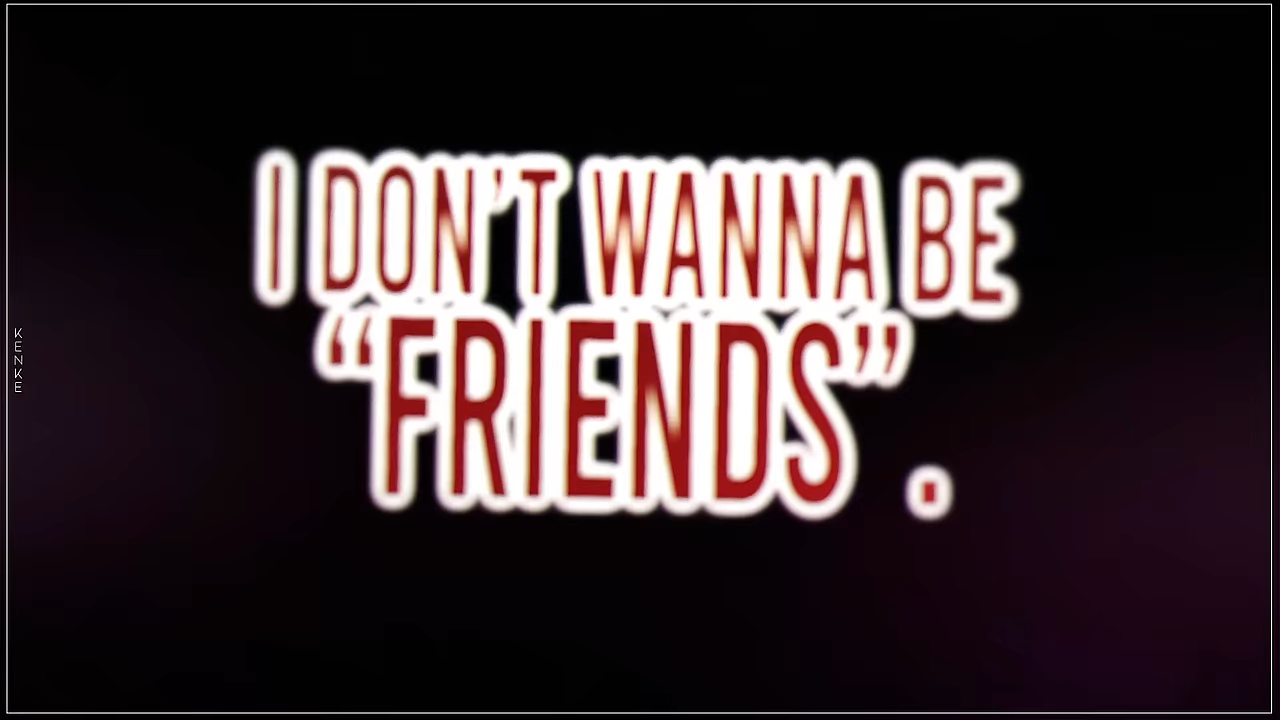 KENKE
I DON’T WANNA BE
“FRIENDS” .